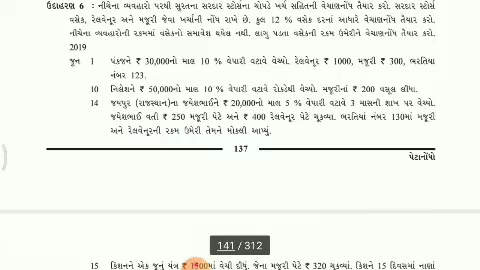 ઉદાહરણ 6 : નીચેના વ્યવહારો પરથી સુરતના સરદાર સ્ટોર્સના ચોપડે ખર્ચ સહિતની વેચાણનોંધ તૈયાર કરો. સરદાર સ્ટોર્સ
વસેક, રેલવેનૂર અને મજૂરી જેવા ખર્ચાની નોંધ રાખે છે. કુલ 12 % વસેક દરનાં આધારે વેચાણનોંધ તૈયાર કરો.
નીચેના વ્યવહારોની રકમમાં વસેકનો સમાવેશ થયેલ નથી. લાગુ પડતા વસેકની રકમ ઉમેરીને વેચાણનોંધ તૈયાર કરો.
2019
જૂન 1 પંકજને ₹ 30,000નો માલ 10 % વેપારી વટાવે વેચ્યો. રેલવેનૂર ₹ 1000, મજૂરી ₹ 300, ભરતિયા
નંબર 123.
10 નિલેશને ₹ 50,000નો માલ 10 % વેપારી વટાવે રોકડેથી વેચ્યો. મજૂરીનાં ₹ 200 વસૂલ લીધા.
14 જયપુર (રાજસ્થાન)ના જયેશભાઈને ₹ 20,000નો માલ 5 % વેપારી વટાવે 3 માસની શાખ પર વેચ્યો.
જયેશભાઈ વતી ₹ 250 મજૂરી પેટે અને ₹ 400 રેલવેનૂર પેટે ચૂકવ્યા. ભરતિયાં નંબર 130માં મજૂરી
અને રેલવેનૂરની રકમ ઉમેરી તેમને મોકલી આપ્યું.
137
પેટાનોંધો
141 / 312
15 કિશનને એક જૂનું યંત્ર ₹ 1500માં વેચી દીધું. જેના મજૂરી પેટે ₹ 320 ચૂકવ્યાં. કિશને 15 દિવસમાં નાણાં